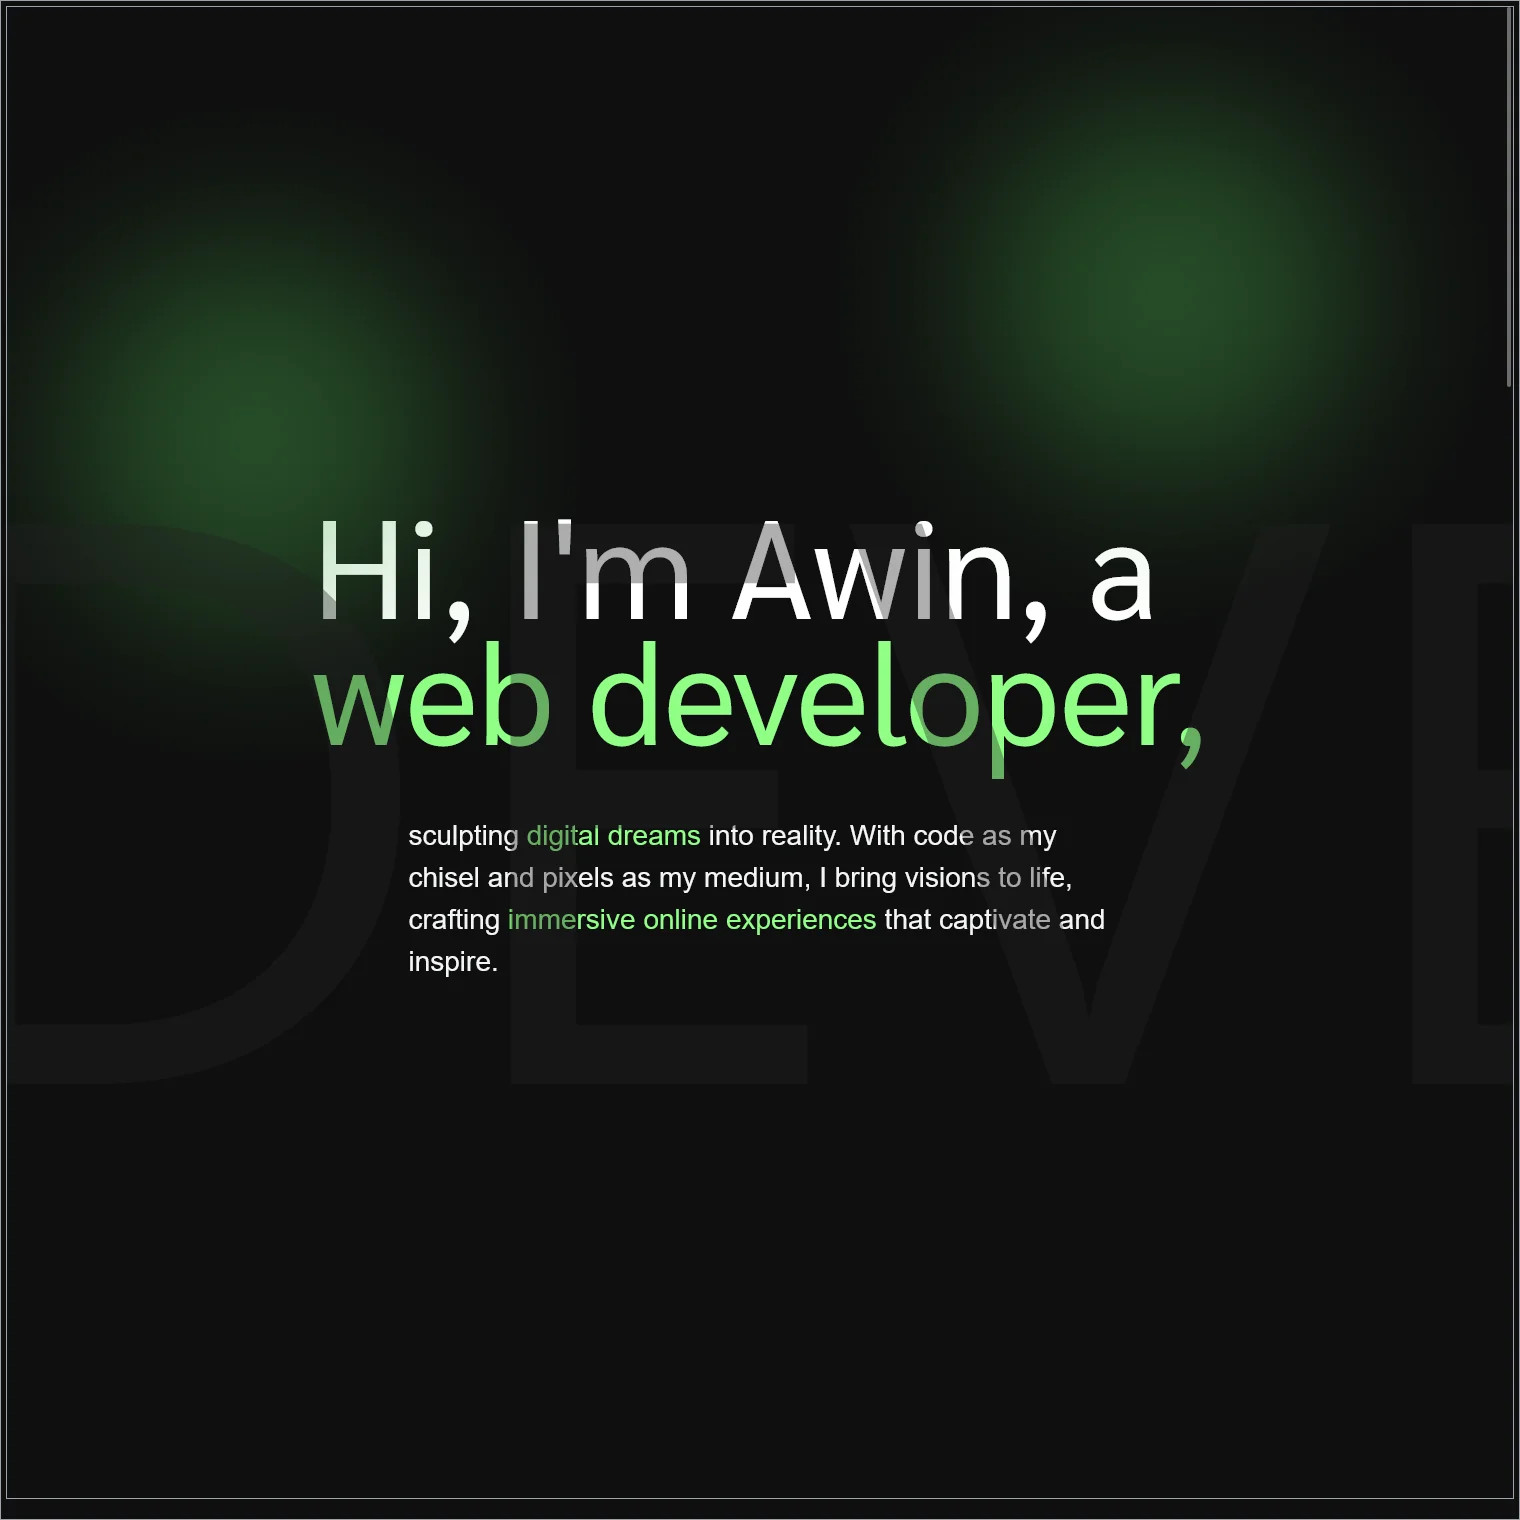 Hi, I'm Awin, a
web developer,
sculpting digital dreams into reality. With code as my
chisel and pixels as my medium, I bring visions to life,
crafting immersive online experiences that captivate and
inspire.
DEVE